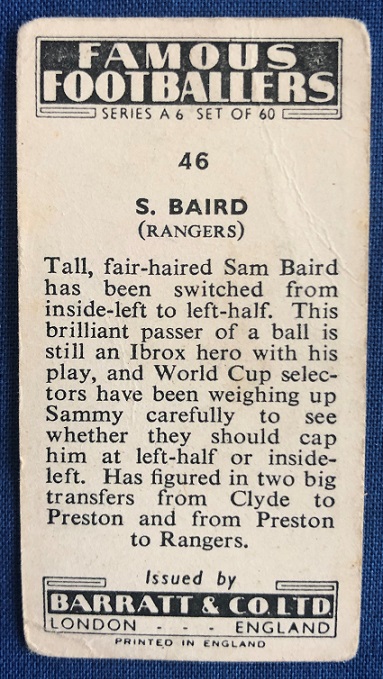 FAMOUS
FOOTBALLERS
SERIES A 6 SET OF 60
46
S. BAIRD
(RANGERS)
Tall, fair-haired Sam Baird
has been switched from
inside-left to left-half. This
brilliant passer of a ball is
still an Ibrox hero with his
play, and World Cup selec-
tors have been weighing up
Sammy carefully to see
whether they should cap
him at left-half or inside-
left. Has figured in two big
transfers from Clyde to
Preston and from Preston
to Rangers.
Issued by
BARRATT & CO. LTD.
LONDON - - - ENGLAND
PRINTED IN ENGLAND